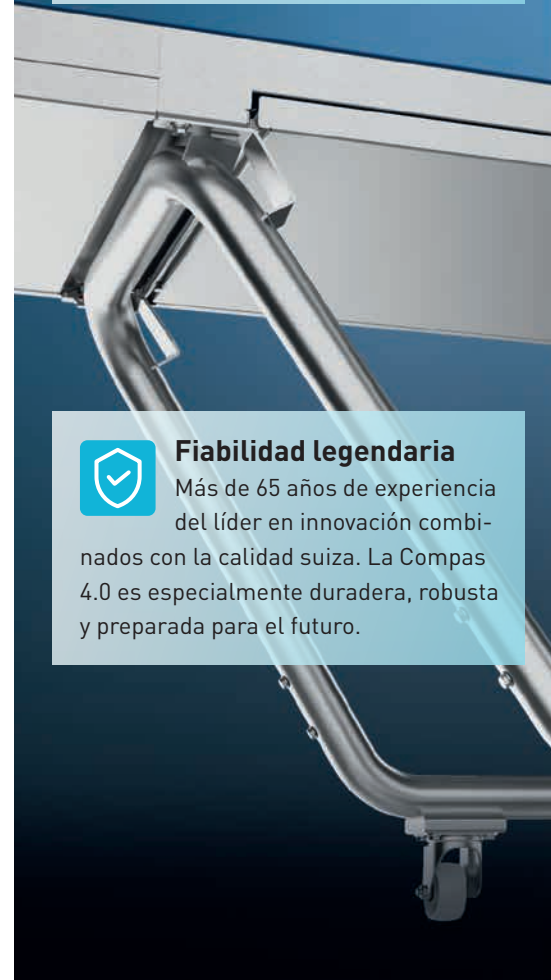 Fiabilidad legendaria
Más de 65 años de experiencia
del líder en innovación combi-
nados con la calidad suiza. La Compas
4.0 es especialmente duradera, robusta
y preparada para el futuro.